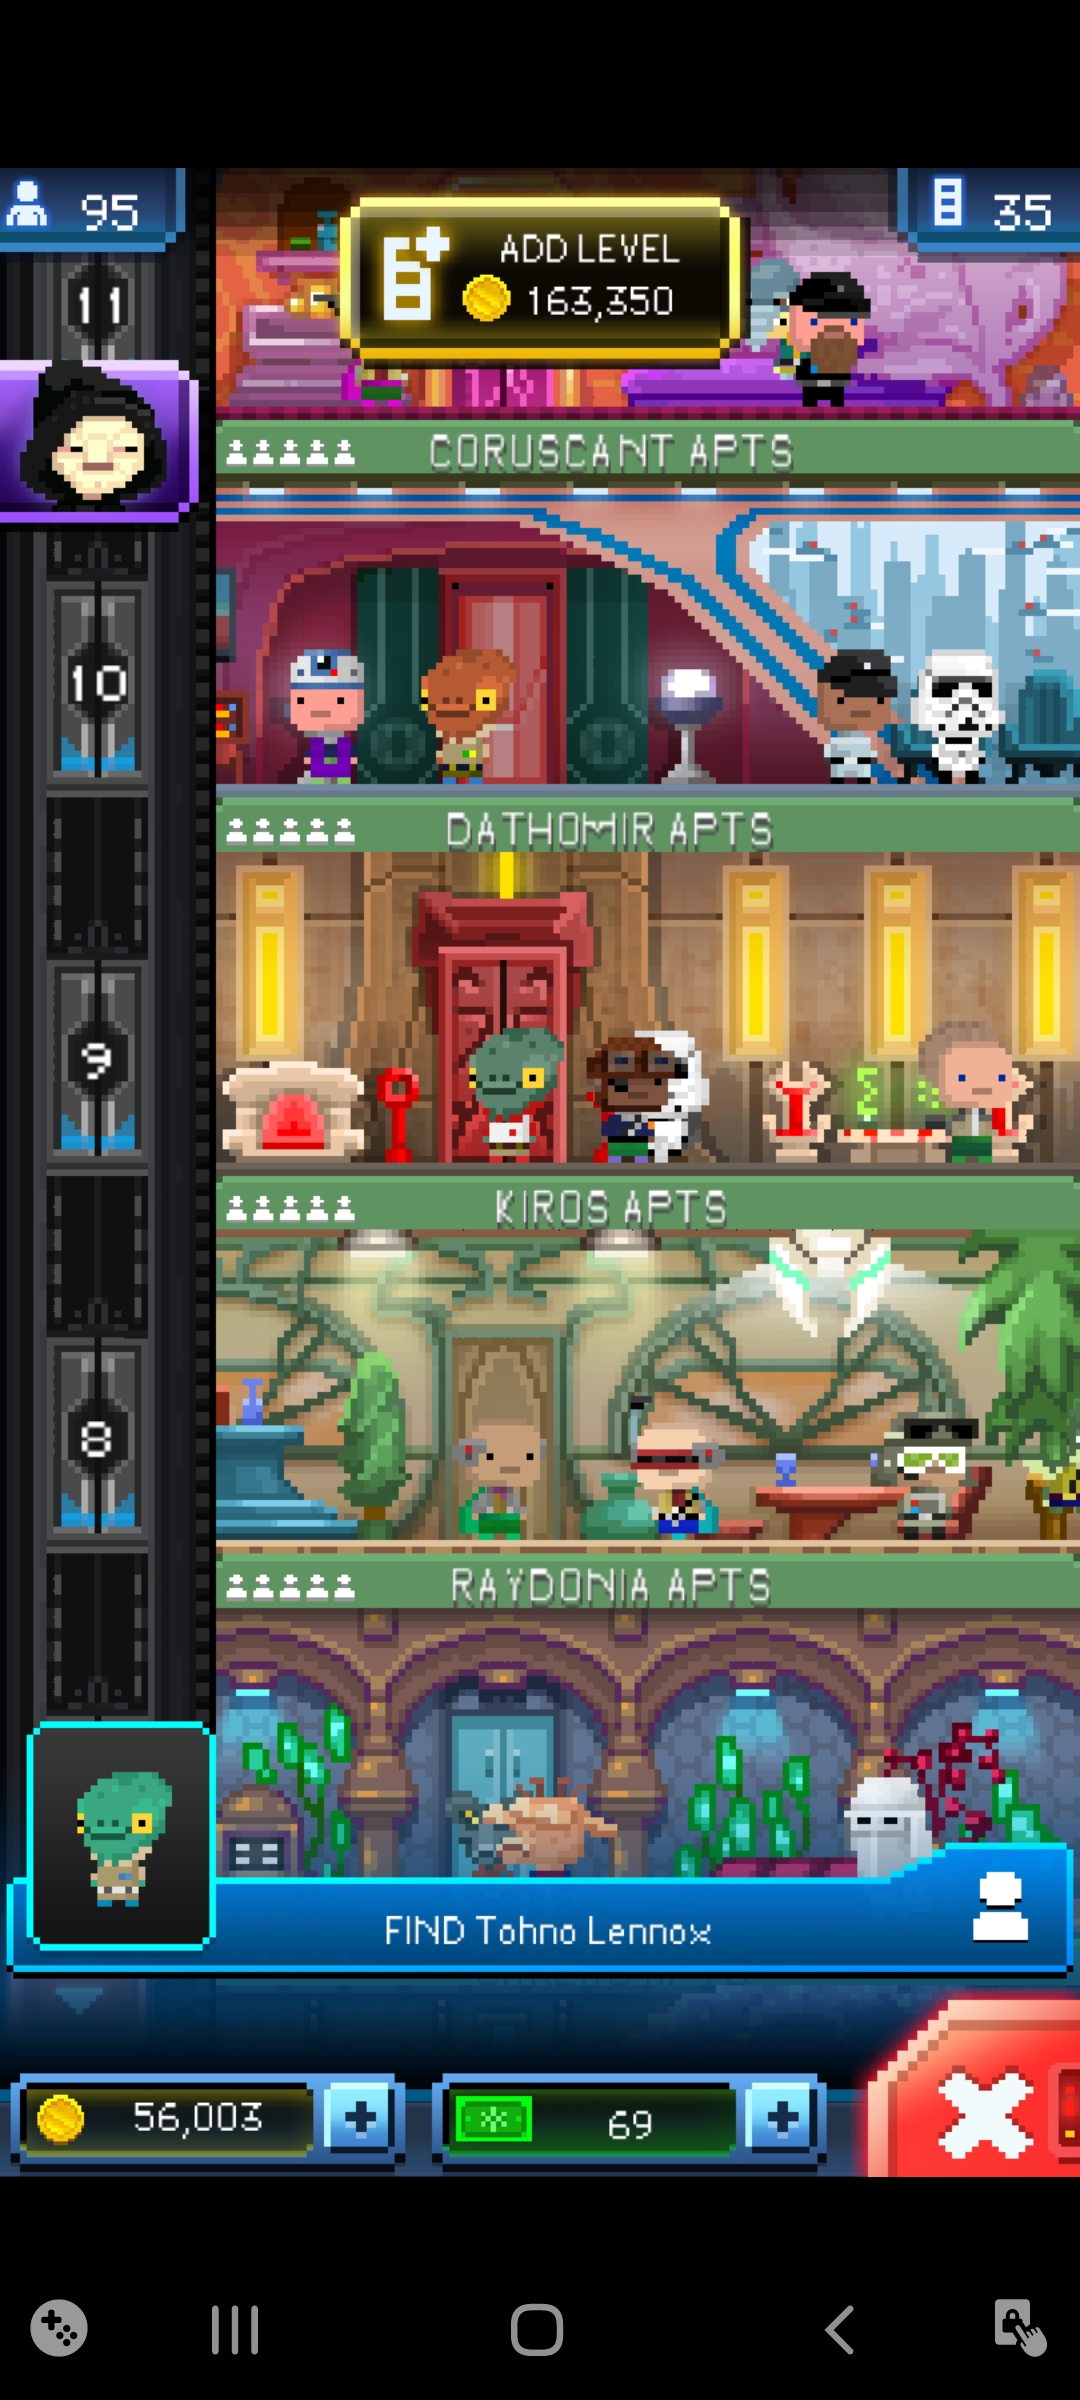 95
ADD LEVEL
163,350
35
11
CORUSCANT APTS
10
DATHOMIR APTS
9
KIROS APTS
8
RAYDONIA APTS
FIND Tohno Lennox
56,003
69